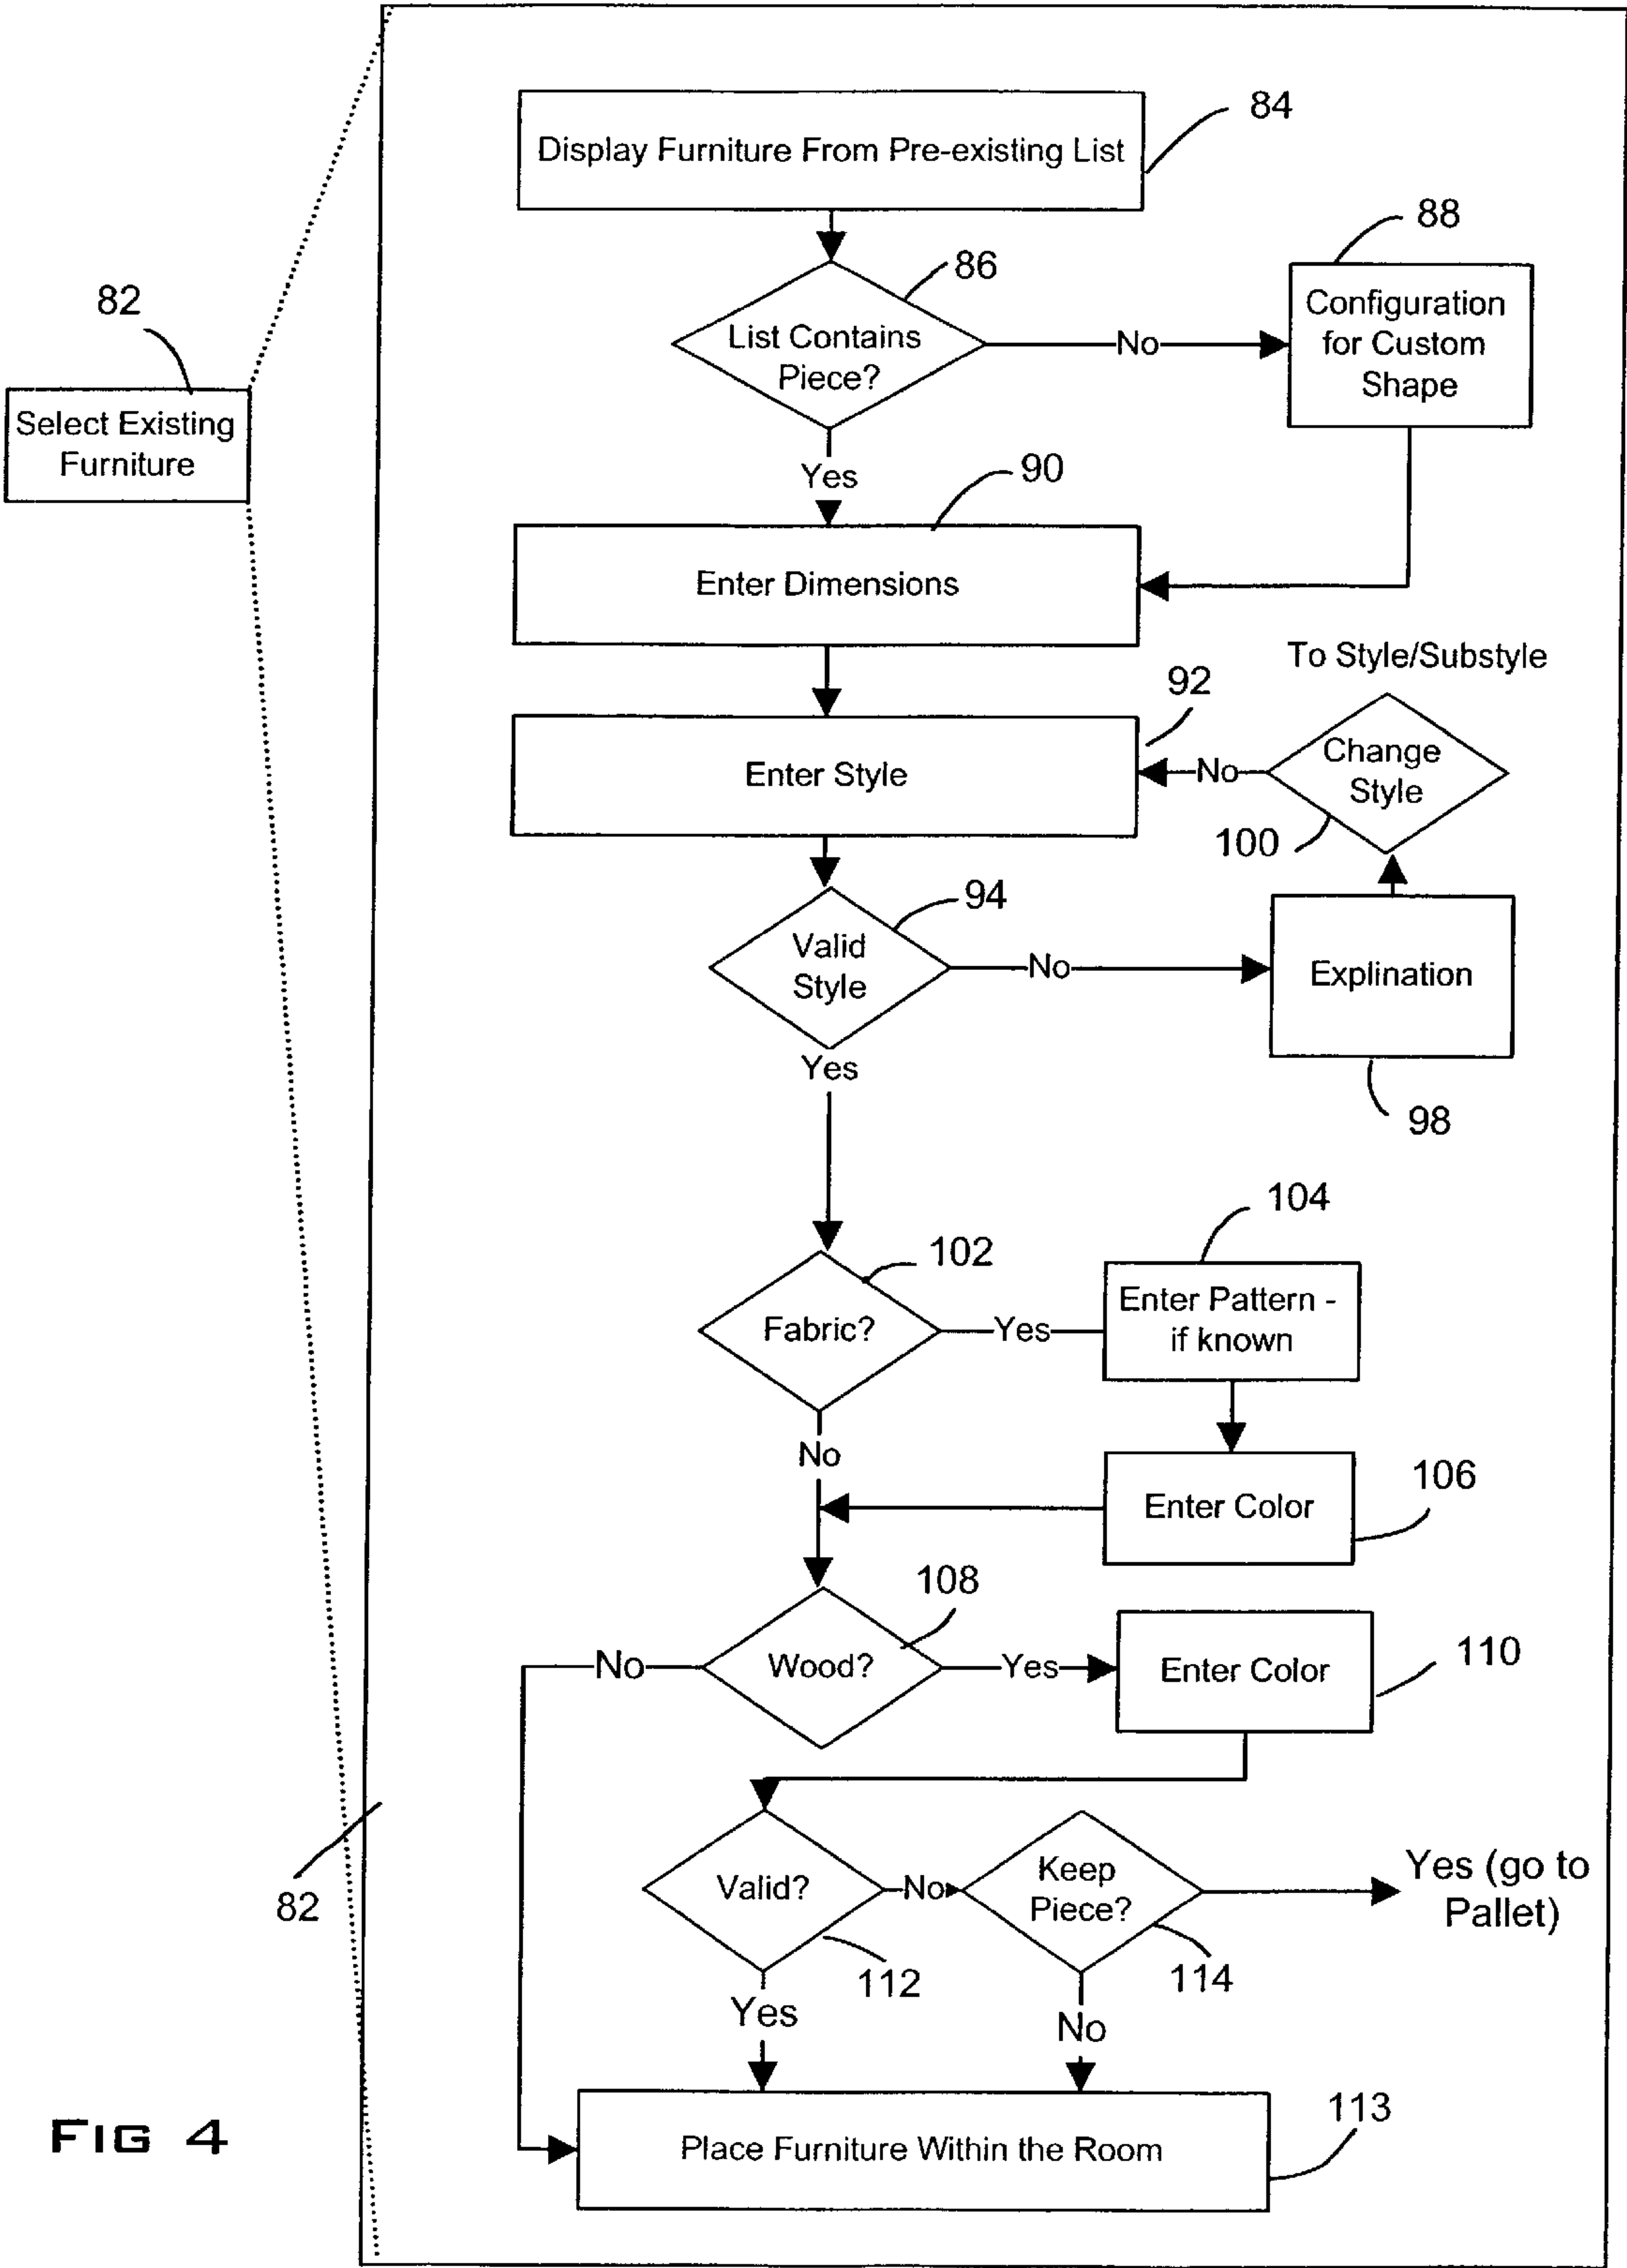 84
Display Furniture From Pre-existing List
88
86
82
Configuration
for Custom
Shape
List Contains
Piece?
No
Select Existing
Furniture
Yes
90
Enter Dimensions
To Style/Substyle
92
Change
Style
No
Enter Style
100
94
Valid
Style
No
Explination
Yes
98
104
102
Enter Pattern -
if known
Fabric?
Yes
No
106
Enter Color
108
No
Wood?
Yes
Enter Color
110
Keep
Piece?
Yes (go to
Pallet)
Valid?
No
82
112
114
Yes
No
113
FIG 4
Place Furniture Within the Room